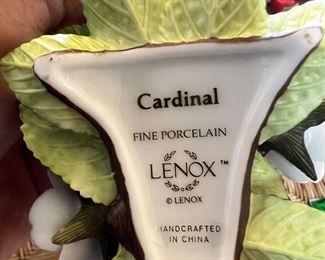 Cardinal
FINE PORCELAIN
LENOX™
© LENOX
HANDCRAFTED
IN CHINA